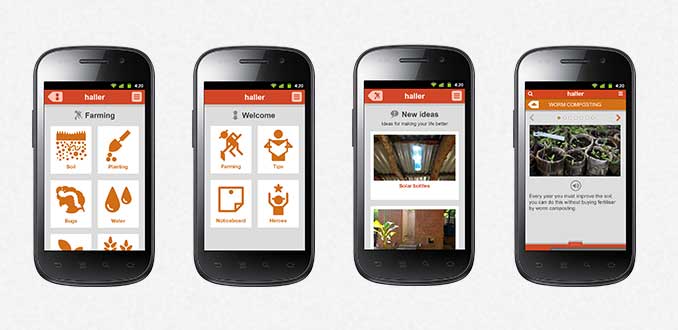 4:20
haller
Farming
Soil
Planting
Bugs
Water
4:20
haller
Welcome
Farming
Tips
Noticeboard
Heroes
4:20
haller
New ideas
Ideas for making your life better
Solar bottles
4:20
haller
WORM COMPOSTING
Every year you must improve the soil
you can do this without buying fertiliser
by worm composting.